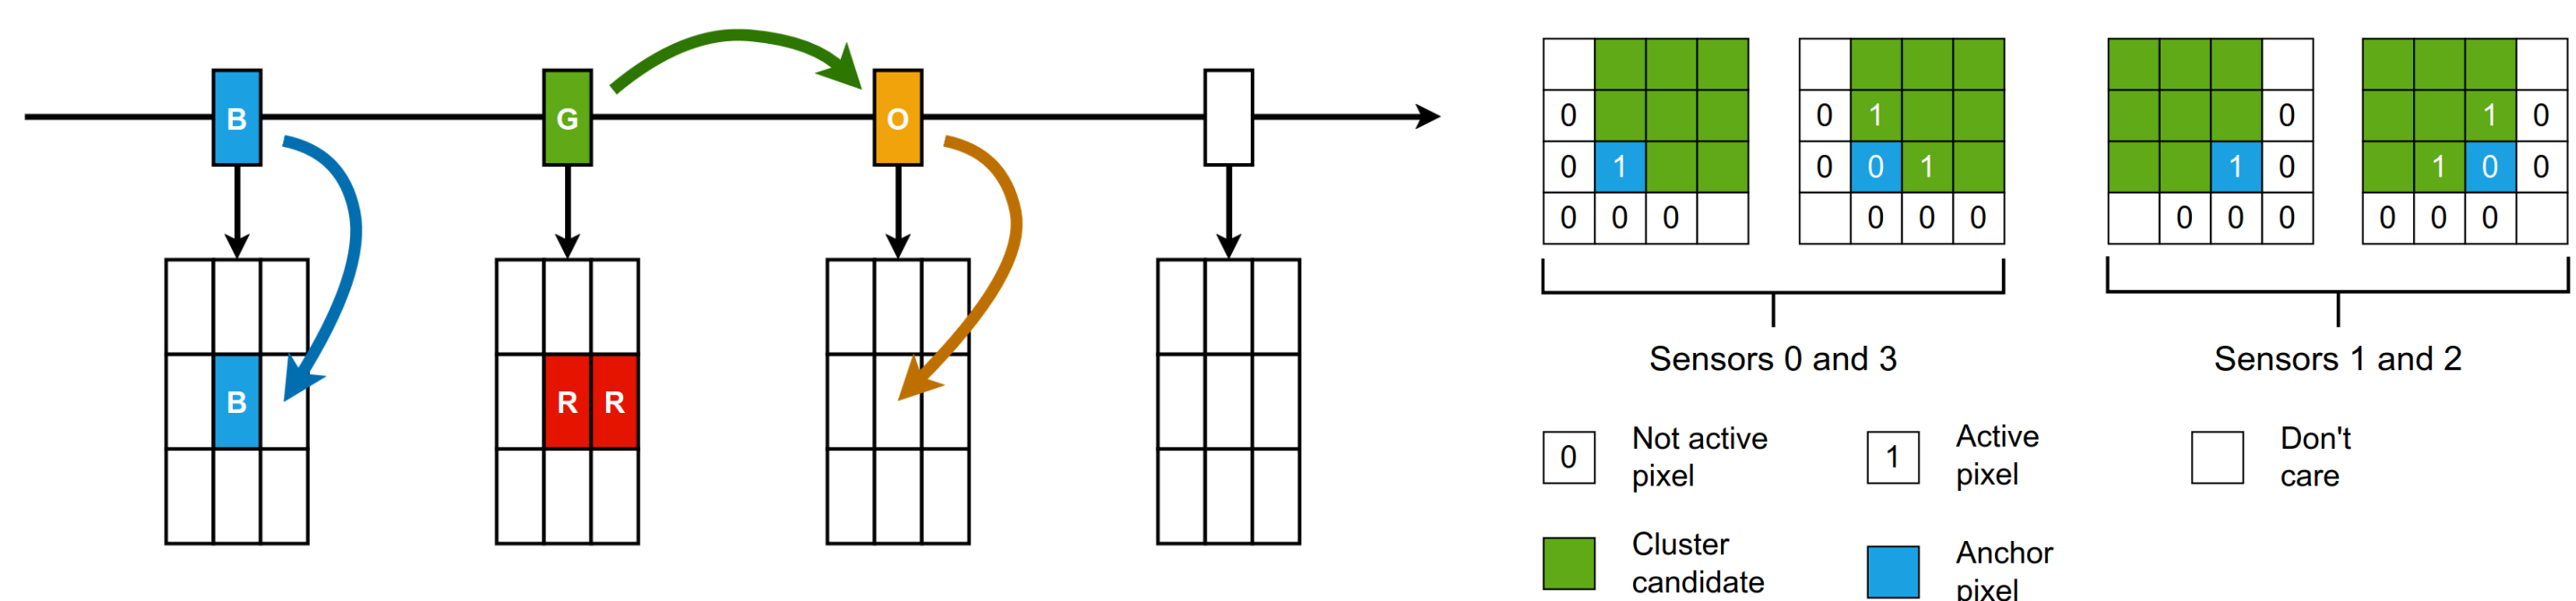 B G O
B
R R
0
0 1
0 0 0
0 1
0 0 1
0 0 0
0
1 0
0 0 0
1 0
1 0 0
0 0 0
Sensors 0 and 3
Sensors 1 and 2
0 Not active
pixel
1 Active
pixel
Don't
care
Cluster
candidate
Anchor
pixel